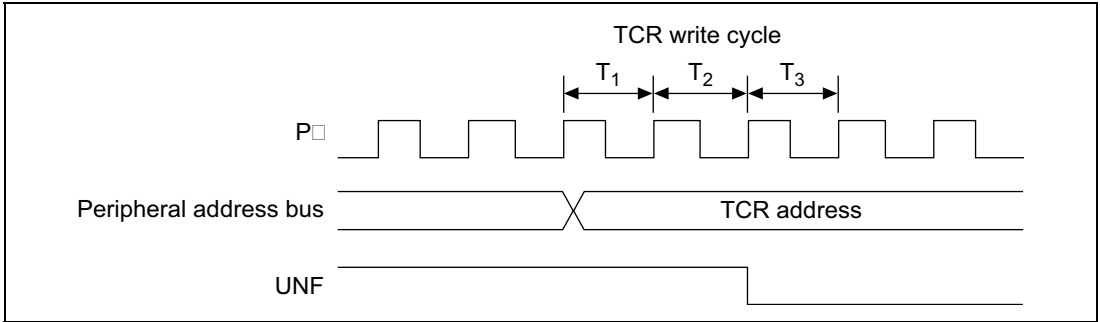 TCR write cycle
T1 T2 T3
P□
Peripheral address bus
TCR address
UNF